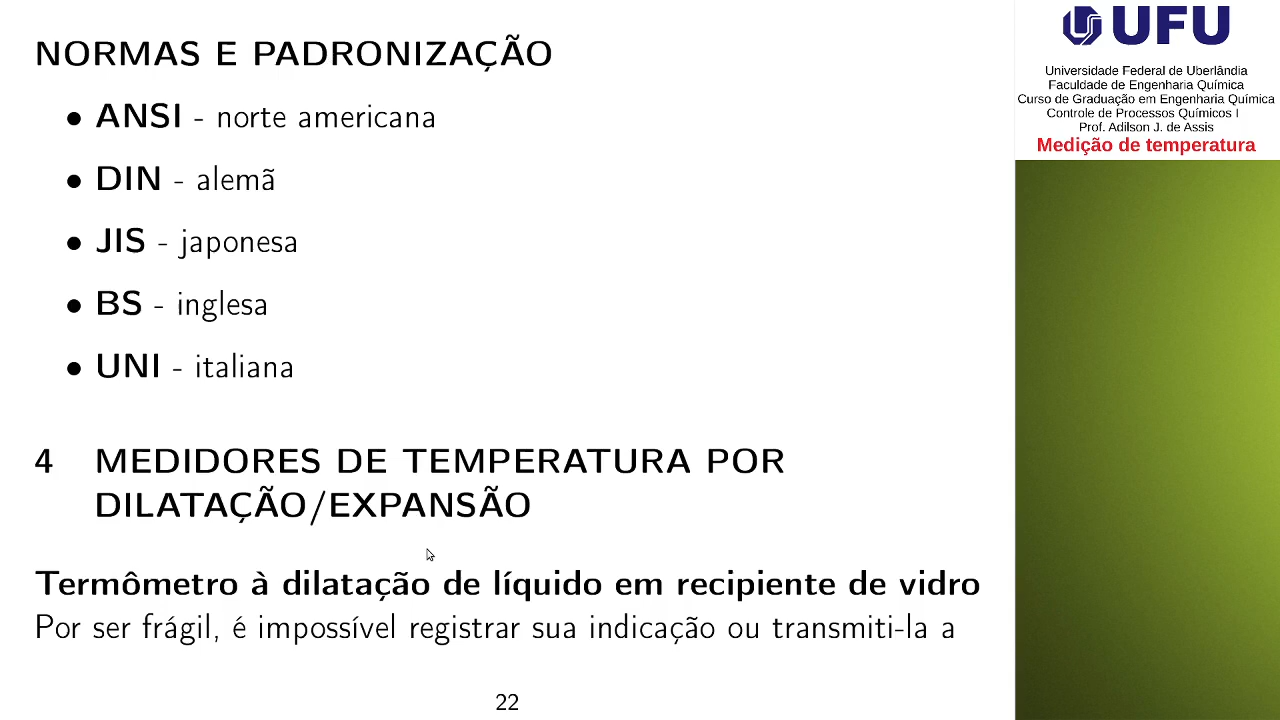 NORMAS E PADRONIZAÇÃO
• ANSI - norte americana
• DIN - alemã
• JIS - japonesa
• BS - inglesa
• UNI - italiana
4 MEDIDORES DE TEMPERATURA POR
DILATAÇÃO/EXPANSÃO
Termômetro à dilatação de líquido em recipiente de vidro
Por ser frágil, é impossível registrar sua indicação ou transmiti-la a
22
UFU
Universidade Federal de Uberlândia
Faculdade de Engenharia Química
Curso de Graduação em Engenharia Química
Controle de Processos Químicos I
Prof. Adilson J. de Assis
Medição de temperatura